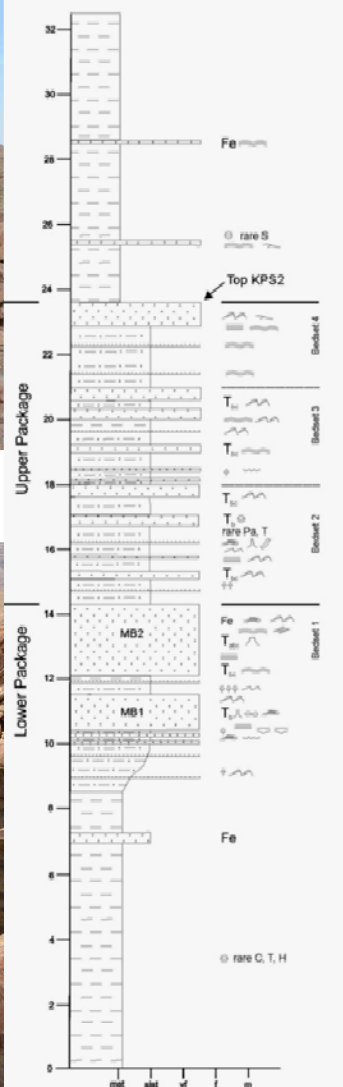 32
30
Fe
28
26
rare S
Top KPS2
24
Bedset 4
22
Upper Package
20
Bedset 3
18
Bedset 2
rare Pa, T
16
14
Fe
MB2
Bedset 1
Lower Package
12
MB1
10
8
Fe
6
4
rare C, T, H
2
0
mst
slst
vf
f
m